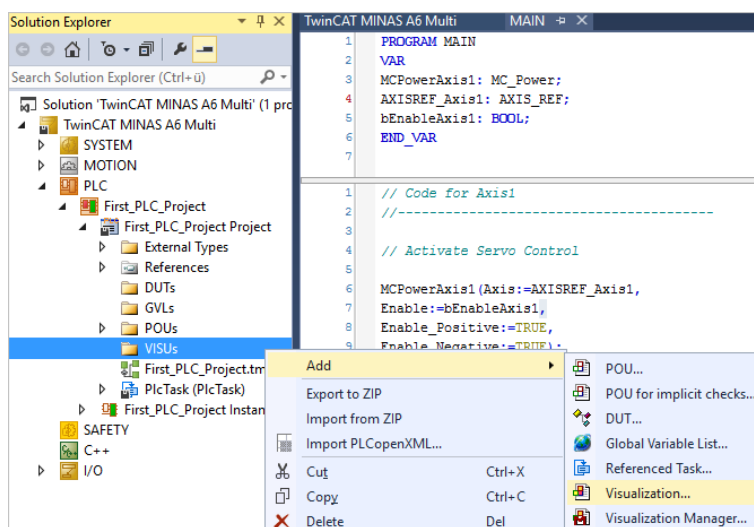 Solution Explorer
Search Solution Explorer (Ctrl+ü)
Solution 'TwinCAT MINAS A6 Multi' (1 proj
TwinCAT MINAS A6 Multi
SYSTEM
MOTION
PLC
First_PLC_Project
First_PLC_Project Project
External Types
References
DUTs
GVLs
POUs
VISUs
First_PLC_Project.tm
PlcTask (PlcTask)
First_PLC_Project Instan
SAFETY
C++
I/O
TwinCAT MINAS A6 Multi MAIN
1 PROGRAM MAIN
2 VAR
3 MCPowerAxis1: MC_Power;
4 AXISREF_Axis1: AXIS_REF;
5 bEnableAxis1: BOOL;
6 END_VAR
7
1 // Code for Axis1
2 //----------------------------------------
3
4 // Activate Servo Control
5
6 MCPowerAxis1(Axis:=AXISREF_Axis1,
7 Enable:=bEnableAxis1,
8 Enable_Positive:=TRUE,
9 Enable_Negative:=TRUE);
Add
Export to ZIP
Import from ZIP
Import PLCopenXML...
Cut Ctrl+X
Copy Ctrl+C
Delete Del
POU...
POU for implicit checks...
DUT...
Global Variable List...
Referenced Task...
Visualization...
Visualization Manager...